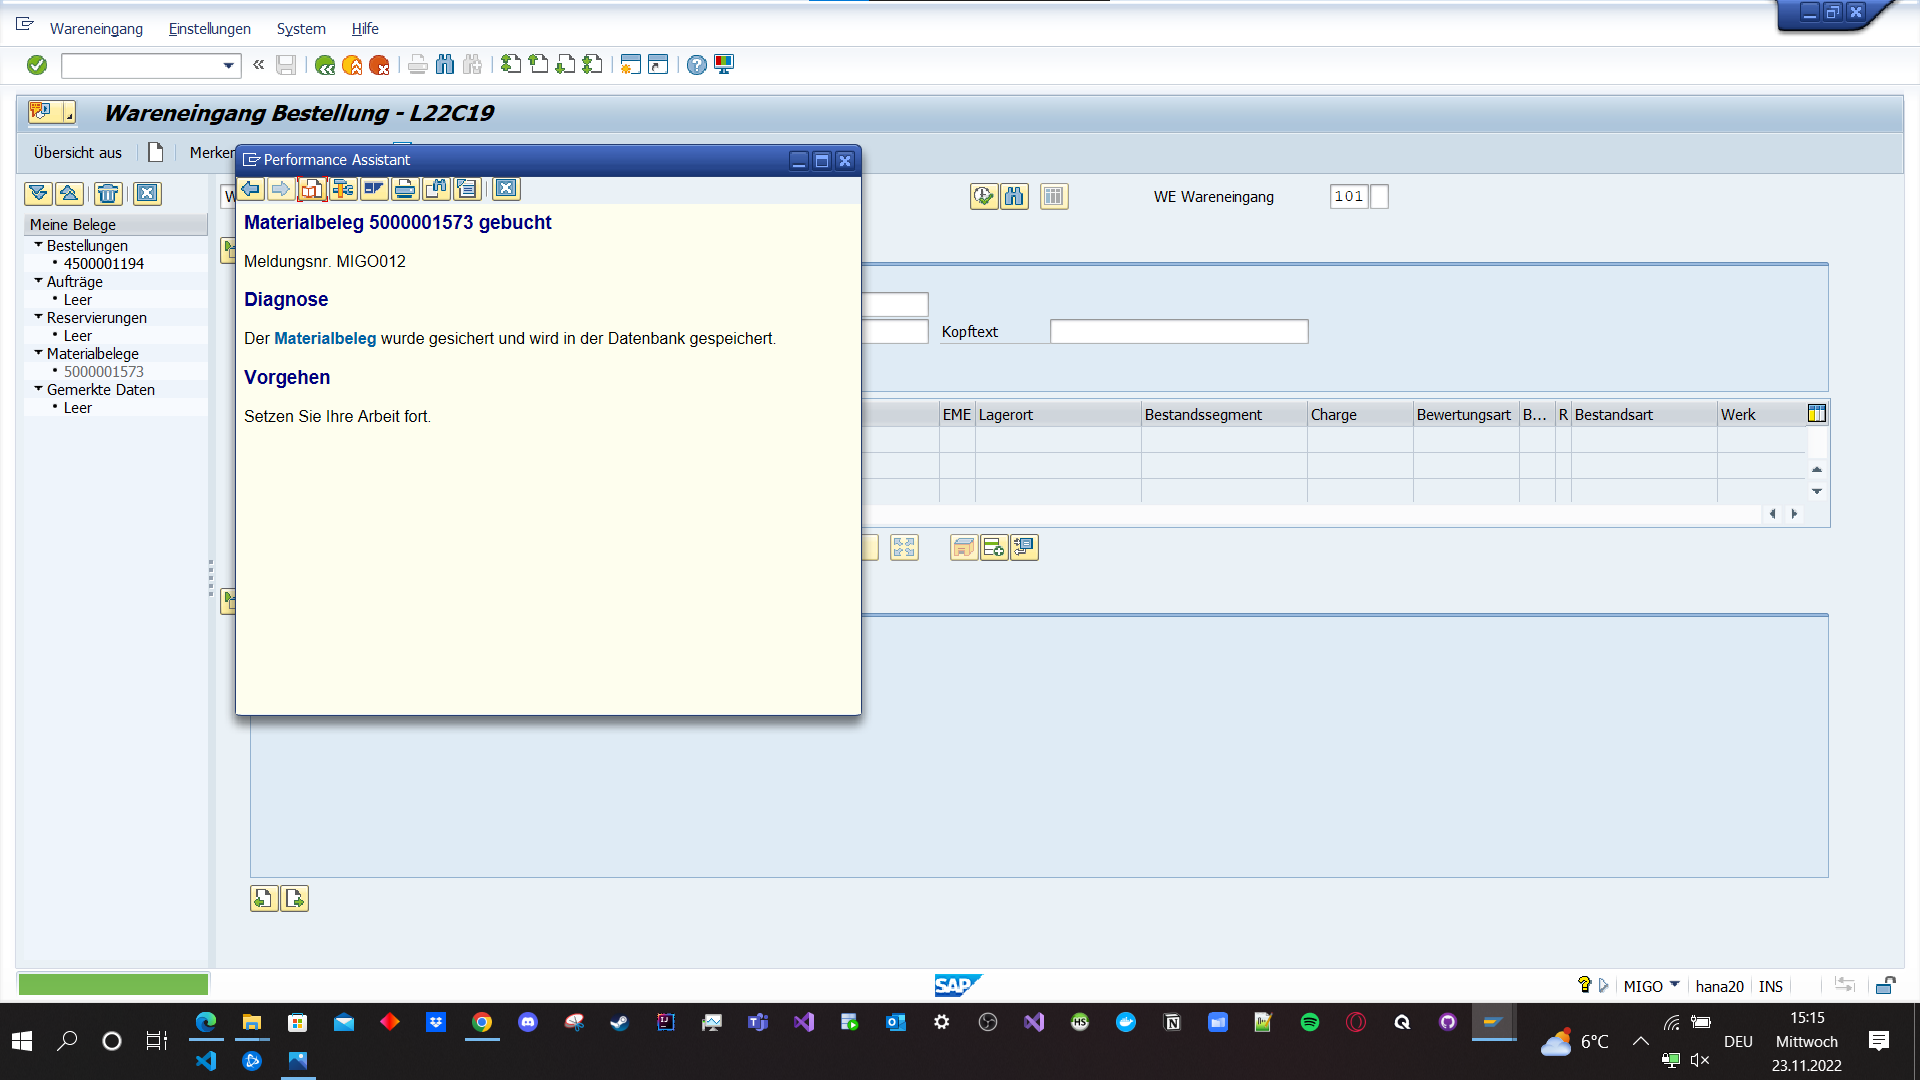 Wareneingang Einstellungen System Hilfe
Wareneingang Bestellung - L22C19
Übersicht aus Merken
Performance Assistant
WE Wareneingang 101
Meine Belege
Bestellungen
4500001194
Aufträge
Leer
Reservierungen
Leer
Materialbelege
5000001573
Gemerkte Daten
Leer
Materialbeleg 5000001573 gebucht
Meldungsnr. MIGO012
Diagnose
Der Materialbeleg wurde gesichert und wird in der Datenbank gespeichert.
Vorgehen
Setzen Sie Ihre Arbeit fort.
Kopftext
EME Lagerort Bestandssegment Charge Bewertungsart B... R Bestandsart Werk
SAP
MIGO hana20 INS
6°C
DEU
15:15
Mittwoch
23.11.2022